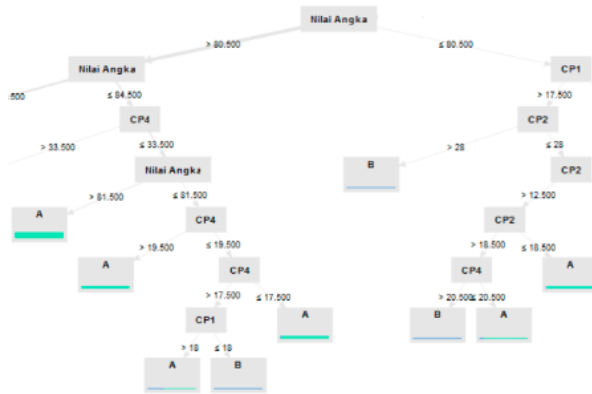 Nilai Angka
> 80.500
≤ 80.500
Nilai Angka
CP1
.500
≤ 84.500
> 17.500
CP4
CP2
> 33.500
≤ 33.500
> 28
≤ 28
Nilai Angka
B
CP2
> 81.500
≤ 81.500
> 12.500
A
CP4
CP2
> 19.500
≤ 19.500
> 18.500
≤ 18.500
A
CP4
CP4
A
> 17.500
≤ 17.500
> 20.500
≤ 20.500
CP1
A
B
A
> 18
≤ 18
A
B